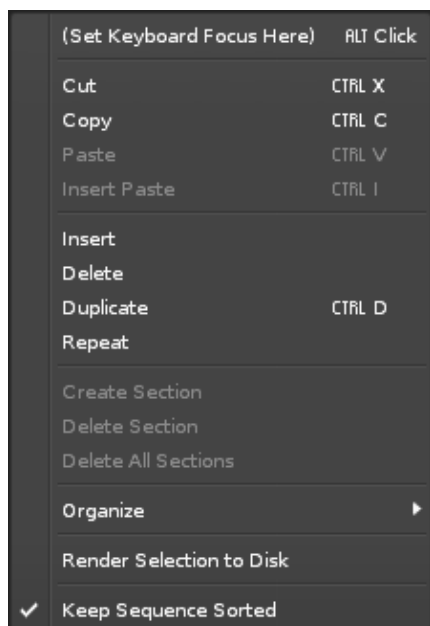 (Set Keyboard Focus Here) ALT Click
Cut CTRL X
Copy CTRL C
Paste CTRL V
Insert Paste CTRL I
Insert
Delete
Duplicate CTRL D
Repeat
Create Section
Delete Section
Delete All Sections
Organize
Render Selection to Disk
Keep Sequence Sorted